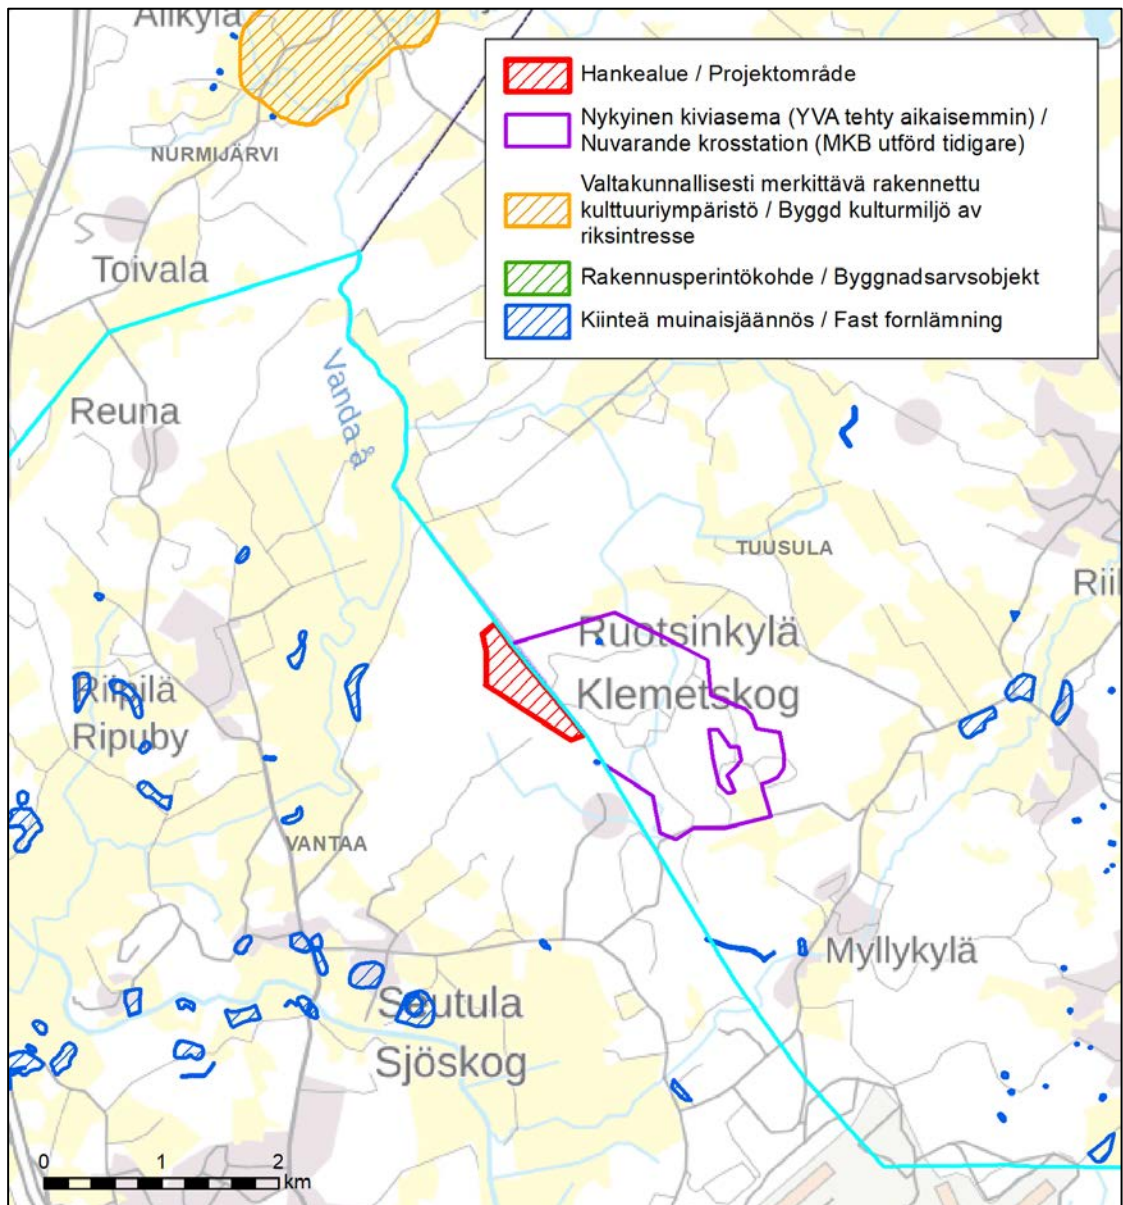 Alikylä
Hankealue / Projektområde
Nykyinen kiviasema (YVA tehty aikaisemmin) /
Nuvarande krosstation (MKB utförd tidigare)
NURMIJÄRVI
Valtakunnallisesti merkittävä rakennettu
kulttuuriympäristö / Byggd kulturmiljö av
riksintresse
Toivala
Rakennusperintökohde / Byggnadsarvsobjekt
Kiinteä muinaisjäännös / Fast fornlämning
Vanda å
Reuna
TUUSULA
Ruotsinkylä
Klemetskog
Riipilä
Ripuby
VANTAA
Myllykylä
Seutula
Sjöskog
0 1 2
km